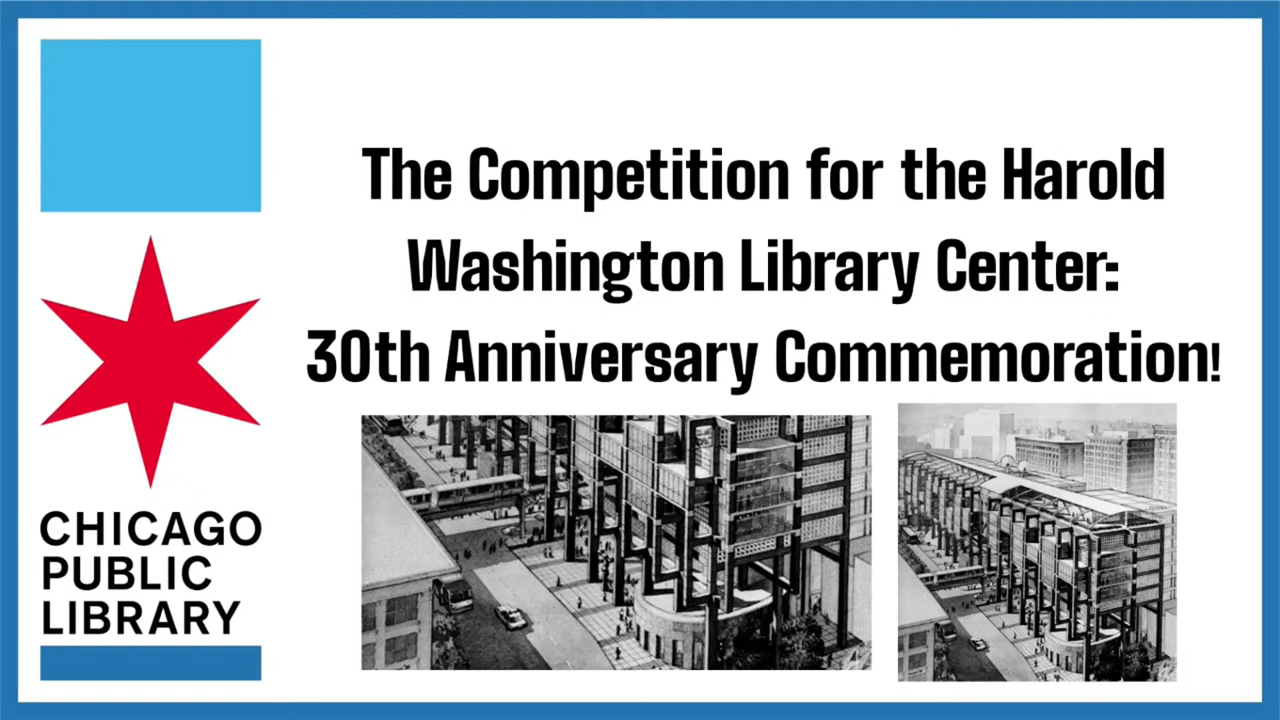 The Competition for the Harold
Washington Library Center:
30th Anniversary Commemoration!
CHICAGO
PUBLIC
LIBRARY